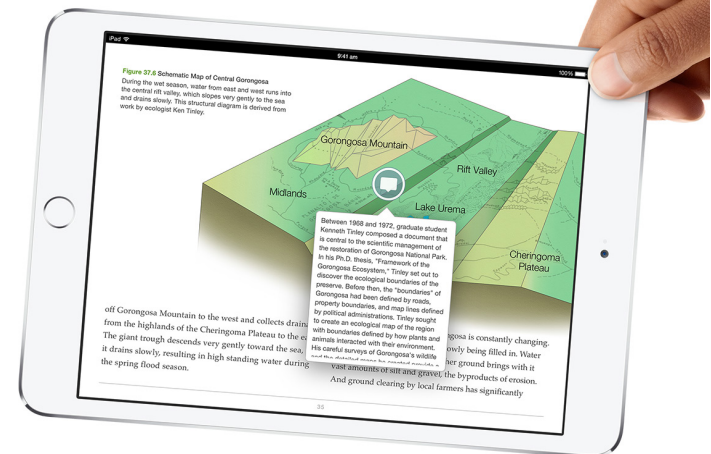 iPad
9:41 am
100%
Figure 37.6 Schematic Map of Central Gorongosa
During the wet season, water from east and west runs into
the central rift valley, which slopes very gently to the sea
and drains slowly. This structural diagram is derived from
work by ecologist Ken Tinley.
Gorongosa Mountain
Rift Valley
Midlands
Lake Urema
Cheringoma
Plateau
Between 1968 and 1972, graduate student
Kenneth Tinley composed a document that
is central to the scientific management of
the restoration of Gorongosa National Park.
In his Ph.D. thesis, "Framework of the
Gorongosa Ecosystem," Tinley set out to
discover the ecological boundaries of the
preserve. Before then, the "boundaries" of
Gorongosa had been defined by roads,
property boundaries, and map lines defined
by political administrations. Tinley sought
to create an ecological map of the region
with boundaries defined by how plants and
animals interacted with their environment.
His careful surveys of Gorongosa's wildlife
and the detailed maps he created provide a
off Gorongosa Mountain to the west and collects
from the highlands of the Cheringoma Plateau to the
The giant trough descends very gently toward the sea,
it drains slowly, resulting in high standing water during
the spring flood season.
is constantly changing.
being filled in. Water
ground brings with it
vast amounts of silt and gravel, the byproducts of erosion.
And ground clearing by local farmers has significantly